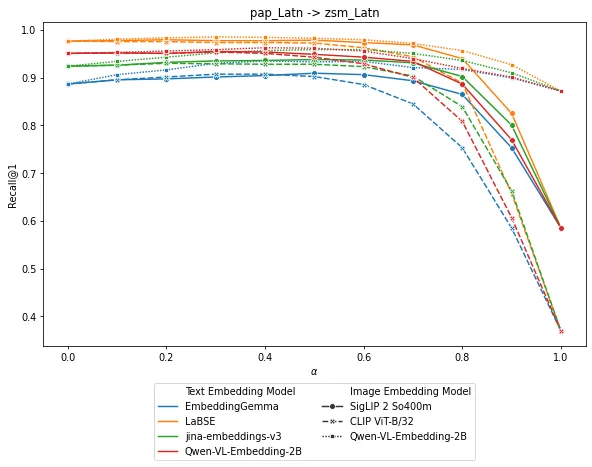 pap_Latn -> zsm_Latn
Recall@1
1.0
0.9
0.8
0.7
0.6
0.5
0.4
0.0 0.2 0.4 0.6 0.8 1.0
α
Text Embedding Model Image Embedding Model
EmbeddingGemma SigLIP 2 So400m
LaBSE CLIP ViT-B/32
jina-embeddings-v3 Qwen-VL-Embedding-2B
Qwen-VL-Embedding-2B